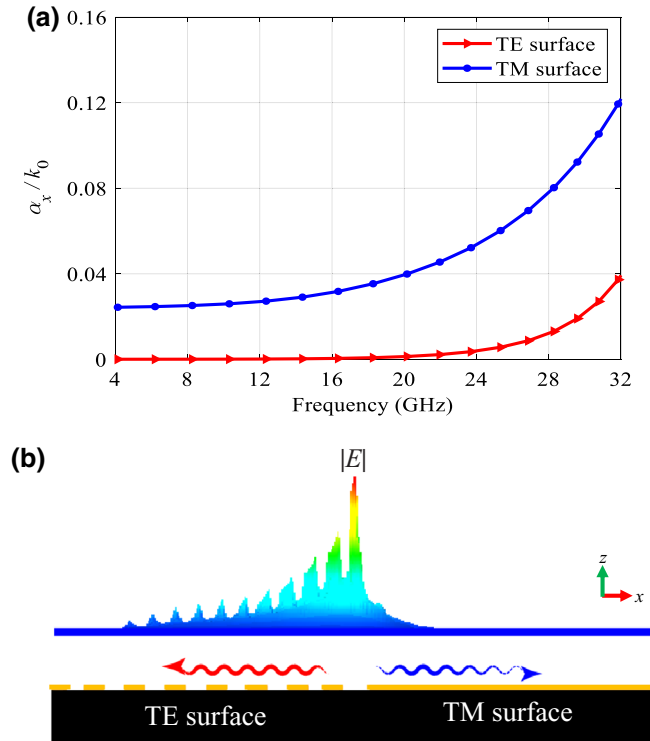 (a)
TE surface
TM surface
0.16
0.12
0.08
0.04
0
α_x / k_0
4 8 12 16 20 24 28 32
Frequency (GHz)
(b)
|E|
z
x
TE surface TM surface